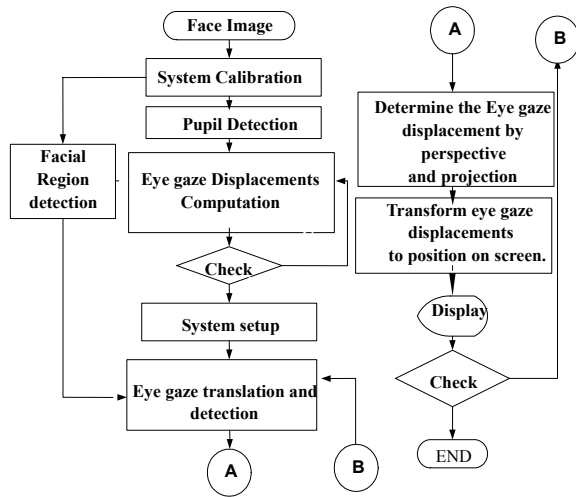 Face Image
System Calibration
Pupil Detection
Facial
Region
detection
Eye gaze Displacements
Computation
Check
System setup
Eye gaze translation and
detection
A
B
A
B
Determine the Eye gaze
displacement by
perspective
and projection
Transform eye gaze
displacements
to position on screen.
Display
Check
END